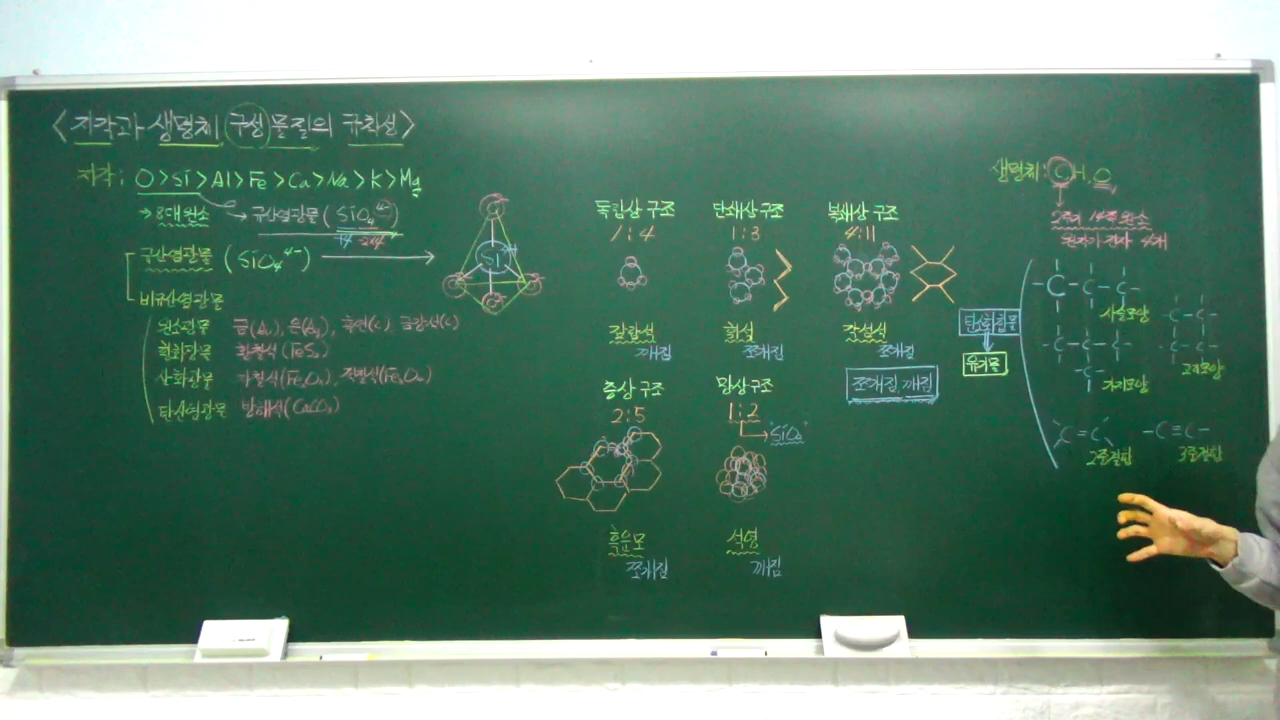 <지각과 생명체 구성 물질의 규칙성>
지각 : O > Si > Al > Fe > Ca > Na > K > Mg
→ 8대 원소
→ 규산염광물 (SiO₄⁴⁻)
-14 -2×4
규산염광물 (SiO₄⁴⁻)
Si⁴⁺
비규산염광물
원소광물 금(Au), 은(Ag), 흑연(C) 금강석(C)
황화광물 황철석(FeS₂)
산화광물 자철석(Fe₃O₄), 적철석(Fe₂O₃)
탄산염광물 방해석(CaCO₃)
독립상 구조
1:4
감람석
깨짐
단쇄상 구조
1:3
휘석
쪼개짐
복쇄상 구조
4:11
각섬석
쪼개짐
쪼개짐, 깨짐
층상 구조
2:5
흑운모
쪼개짐
망상 구조
1:2
"SiO₂"
석영
깨짐
생명체 : C, H, O
2주기 14족 원소
원자가 전자 4개
탄소화합물
유기물
-C-C-C-
사슬모양
가지모양
고리모양
C=C
2중결합
-C≡C-
3중결합